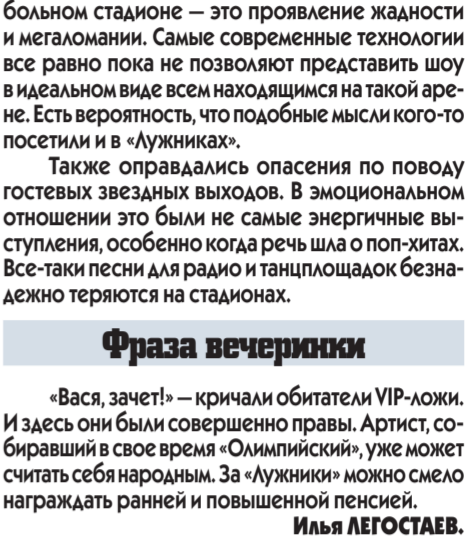 больном стадионе — это проявление жадности
и мегаломании. Самые современные технологии
все равно пока не позволяют представить шоу
в идеальном виде всем находящимся на такой аре-
не. Есть вероятность, что подобные мысли кого-то
посетили и в «Лужниках».
Также оправдались опасения по поводу
гостевых звездных выходов. В эмоциональном
отношении это были не самые энергичные вы-
ступления, особенно когда речь шла о поп-хитах.
Все-таки песни для радио и танцплощадок безна-
дежно теряются на стадионах.
Фраза вечеринки
«Вася, зачет!» — кричали обитатели VIP-ложи.
И здесь они были совершенно правы. Артист, со-
биравший в свое время «Олимпийский», уже может
считать себя народным. За «Лужники» можно смело
награждать ранней и повышенной пенсией.
Илья ЛЕГОСТАЕВ.